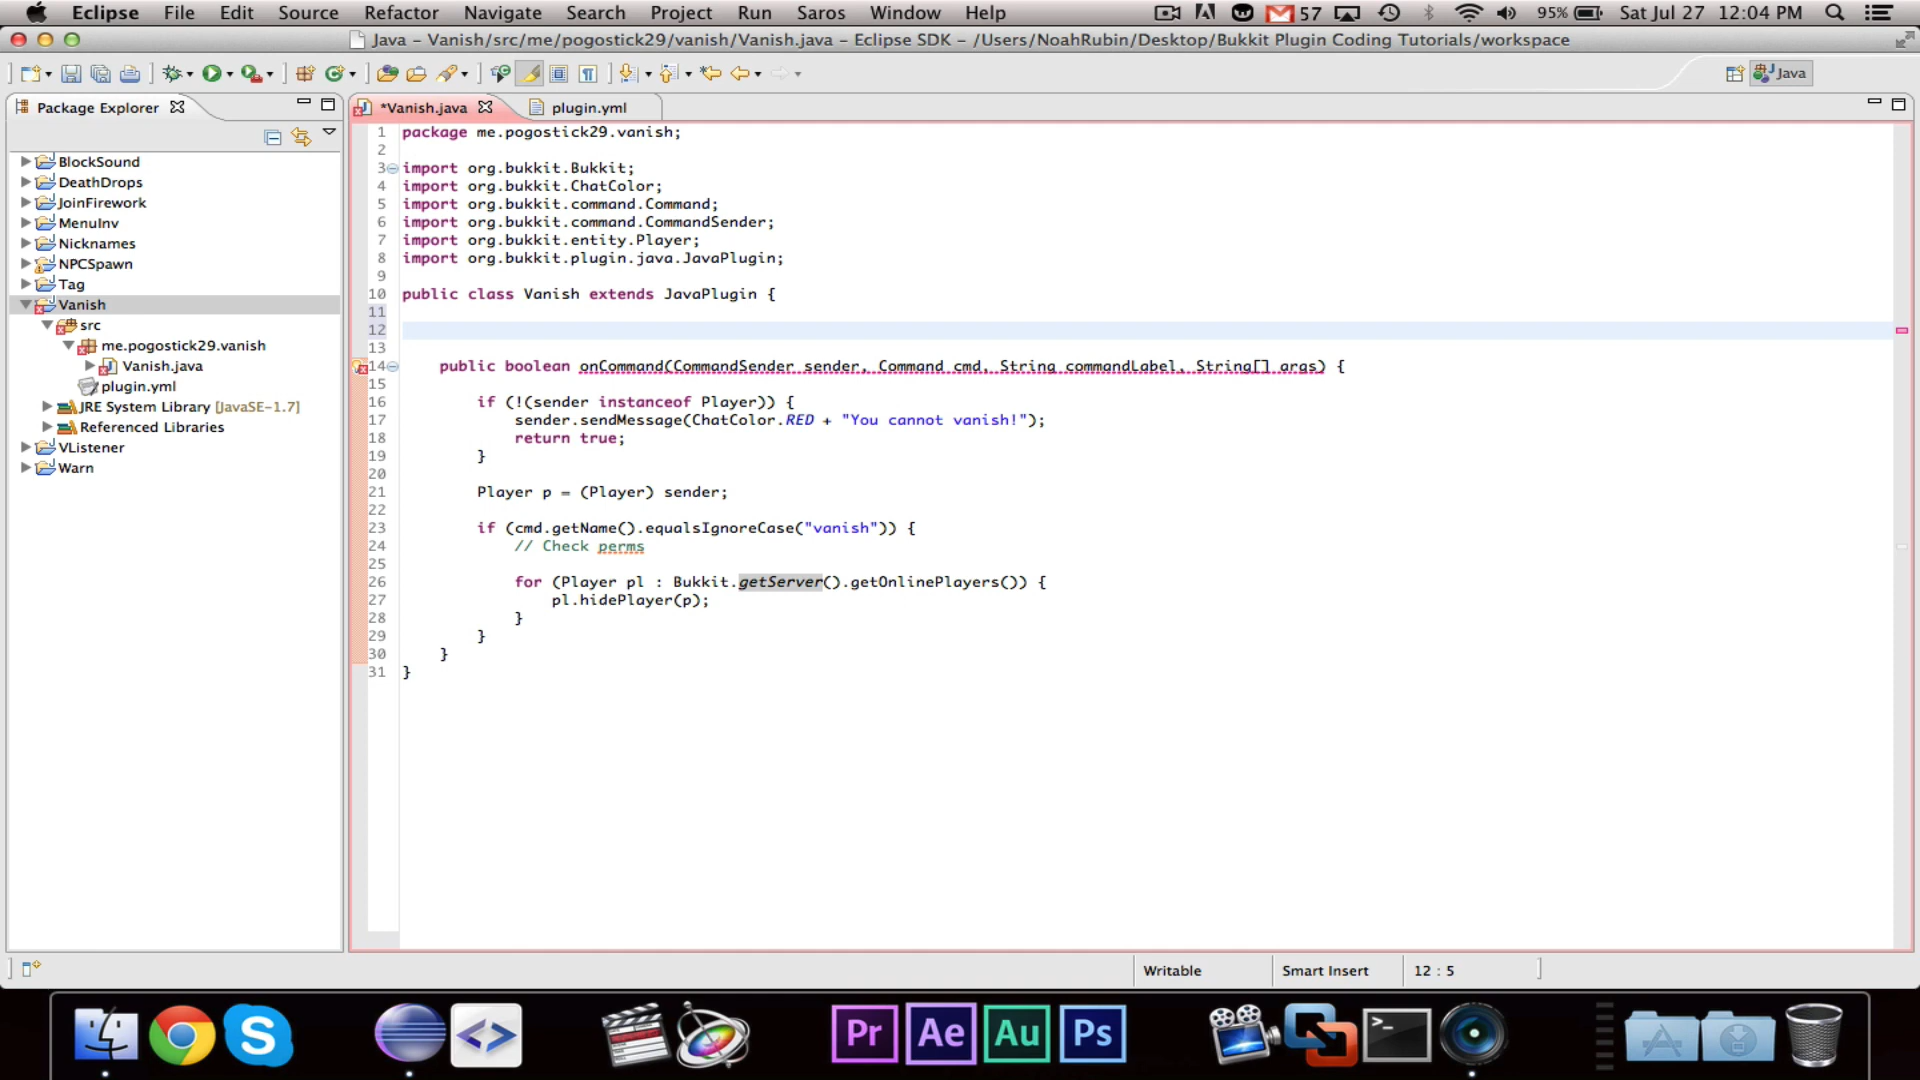 Eclipse File Edit Source Refactor Navigate Search Project Run Saros Window Help 57 95% Sat Jul 27 12:04 PM
Java – Vanish/src/me/pogostick29/vanish/Vanish.java – Eclipse SDK – /Users/NoahRubin/Desktop/Bukkit Plugin Coding Tutorials/workspace
Java
Package Explorer
*Vanish.java plugin.yml
BlockSound
DeathDrops
JoinFirework
MenuInv
Nicknames
NPCSpawn
Tag
Vanish
src
me.pogostick29.vanish
Vanish.java
plugin.yml
JRE System Library [JavaSE-1.7]
Referenced Libraries
VListener
Warn
1 package me.pogostick29.vanish;
2
3 import org.bukkit.Bukkit;
4 import org.bukkit.ChatColor;
5 import org.bukkit.command.Command;
6 import org.bukkit.command.CommandSender;
7 import org.bukkit.entity.Player;
8 import org.bukkit.plugin.java.JavaPlugin;
9
10 public class Vanish extends JavaPlugin {
11
12
13
14 public boolean onCommand(CommandSender sender, Command cmd, String commandLabel, String[] args) {
15
16 if (!(sender instanceof Player)) {
17 sender.sendMessage(ChatColor.RED + "You cannot vanish!");
18 return true;
19 }
20
21 Player p = (Player) sender;
22
23 if (cmd.getName().equalsIgnoreCase("vanish")) {
24 // Check perms
25
26 for (Player pl : Bukkit.getServer().getOnlinePlayers()) {
27 pl.hidePlayer(p);
28 }
29 }
30 }
31 }
Writable Smart Insert 12 : 5
Pr Ae Au Ps